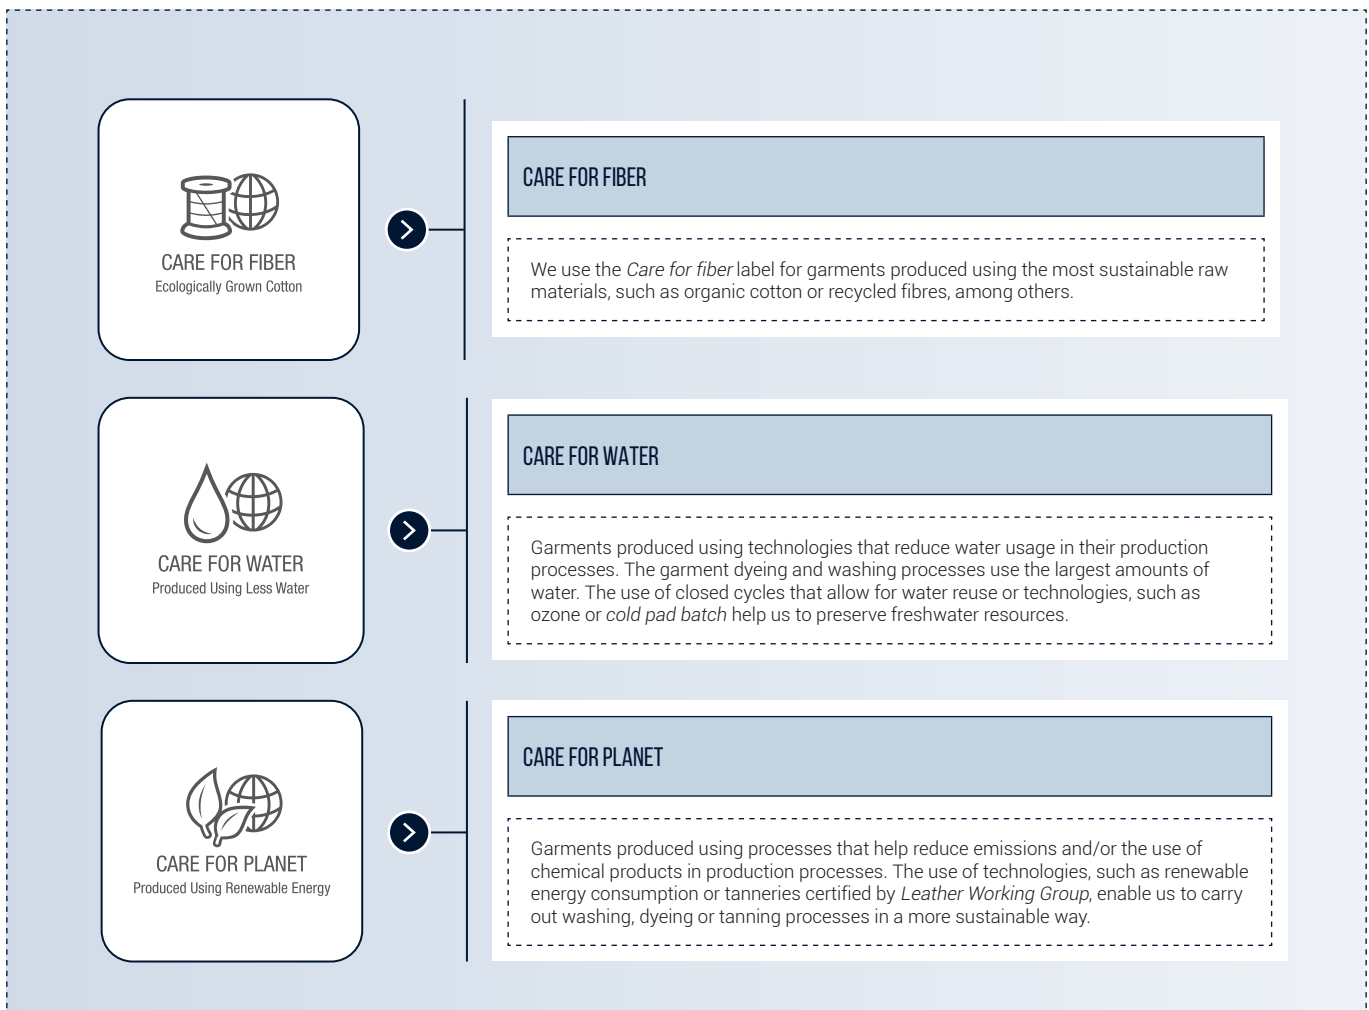 CARE FOR FIBER
Ecologically Grown Cotton
CARE FOR FIBER
We use the Care for fiber label for garments produced using the most sustainable raw
materials, such as organic cotton or recycled fibres, among others.
CARE FOR WATER
Produced Using Less Water
CARE FOR WATER
Garments produced using technologies that reduce water usage in their production
processes. The garment dyeing and washing processes use the largest amounts of
water. The use of closed cycles that allow for water reuse or technologies, such as
ozone or cold pad batch help us to preserve freshwater resources.
CARE FOR PLANET
Produced Using Renewable Energy
CARE FOR PLANET
Garments produced using processes that help reduce emissions and/or the use of
chemical products in production processes. The use of technologies, such as renewable
energy consumption or tanneries certified by Leather Working Group, enable us to carry
out washing, dyeing or tanning processes in a more sustainable way.